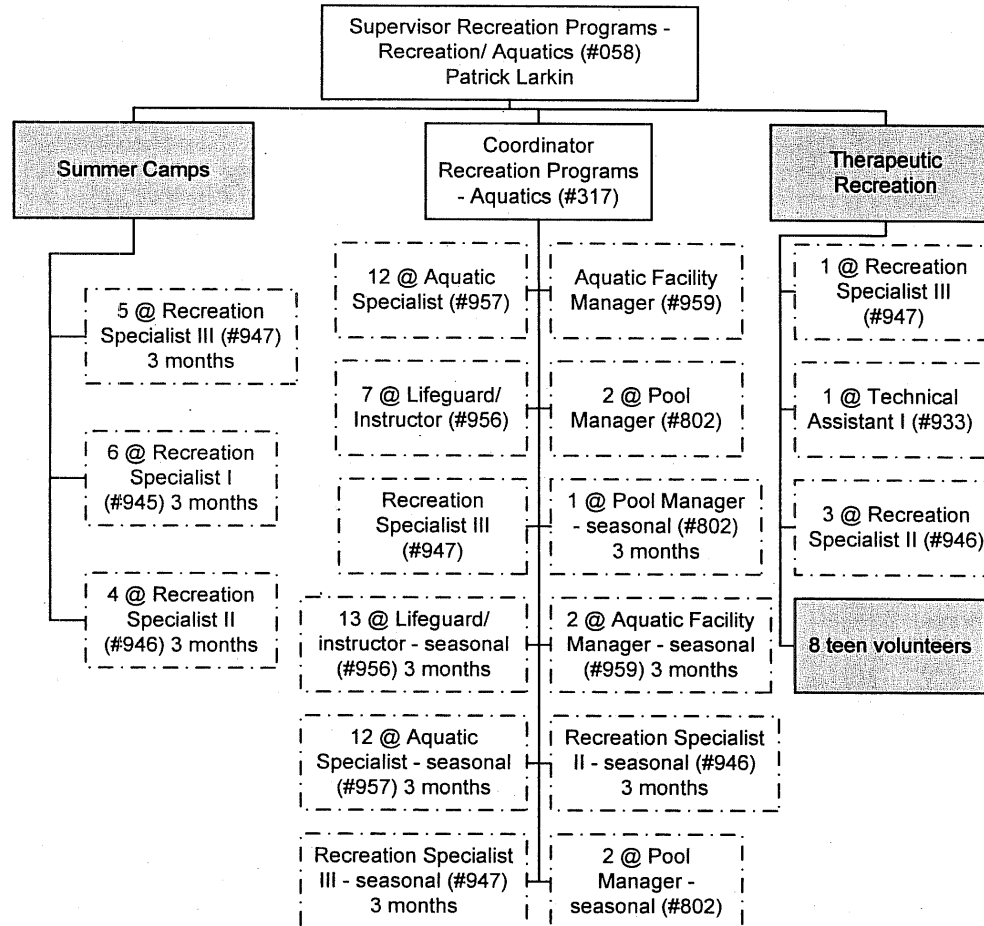 Supervisor Recreation Programs -
Recreation/ Aquatics (#058)
Patrick Larkin
Summer Camps
Coordinator
Recreation Programs
- Aquatics (#317)
Therapeutic
Recreation
5 @ Recreation
Specialist III (#947)
3 months
6 @ Recreation
Specialist I
(#945) 3 months
4 @ Recreation
Specialist II
(#946) 3 months
12 @ Aquatic
Specialist (#957)
Aquatic Facility
Manager (#959)
7 @ Lifeguard/
Instructor (#956)
2 @ Pool
Manager (#802)
Recreation
Specialist III
(#947)
1 @ Pool Manager
- seasonal (#802)
3 months
13 @ Lifeguard/
instructor - seasonal
(#956) 3 months
2 @ Aquatic Facility
Manager - seasonal
(#959) 3 months
12 @ Aquatic
Specialist - seasonal
(#957) 3 months
Recreation Specialist
II - seasonal (#946)
3 months
Recreation Specialist
III - seasonal (#947)
3 months
2 @ Pool
Manager -
seasonal (#802)
1 @ Recreation
Specialist III
(#947)
1 @ Technical
Assistant I (#933)
3 @ Recreation
Specialist II (#946)
8 teen volunteers